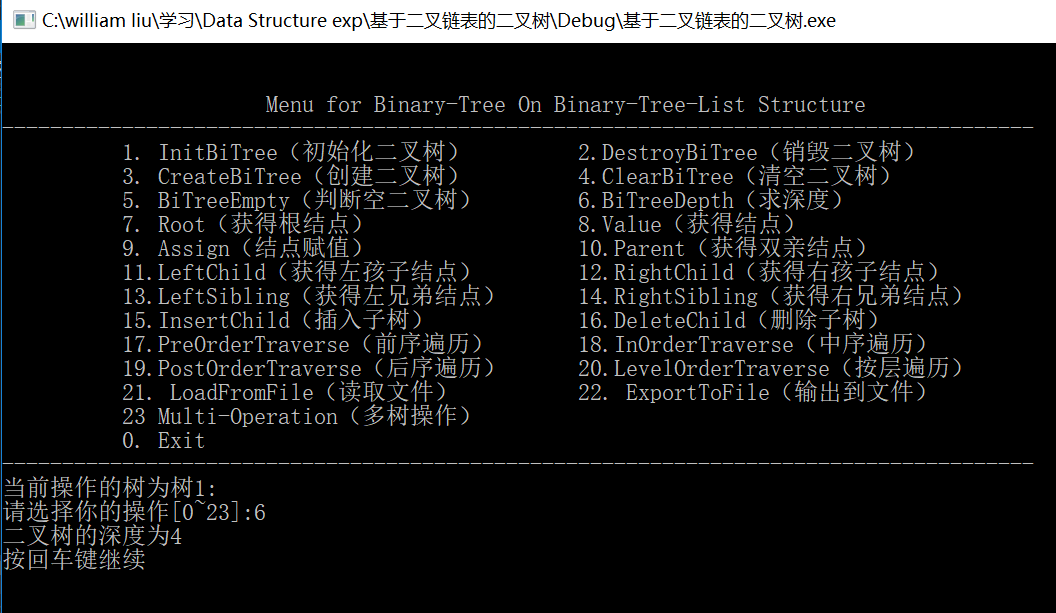 C:\william liu\学习\Data Structure exp\基于二叉链表的二叉树\Debug\基于二叉链表的二叉树.exe
Menu for Binary-Tree On Binary-Tree-List Structure
--------------------------------------------------------------------------------------
1. InitBiTree（初始化二叉树） 2.DestroyBiTree（销毁二叉树）
3. CreateBiTree（创建二叉树） 4.ClearBiTree（清空二叉树）
5. BiTreeEmpty（判断空二叉树） 6.BiTreeDepth（求深度）
7. Root（获得根结点） 8.Value（获得结点）
9. Assign（结点赋值） 10.Parent（获得双亲结点）
11.LeftChild（获得左孩子结点） 12.RightChild（获得右孩子结点）
13.LeftSibling（获得左兄弟结点） 14.RightSibling（获得右兄弟结点）
15.InsertChild（插入子树） 16.DeleteChild（删除子树）
17.PreOrderTraverse（前序遍历） 18.InOrderTraverse（中序遍历）
19.PostOrderTraverse（后序遍历） 20.LevelOrderTraverse（按层遍历）
21. LoadFromFile（读取文件） 22. ExportToFile（输出到文件）
23 Multi-Operation（多树操作）
0. Exit
--------------------------------------------------------------------------------------
当前操作的树为树1:
请选择你的操作[0~23]:6
二叉树的深度为4
按回车键继续